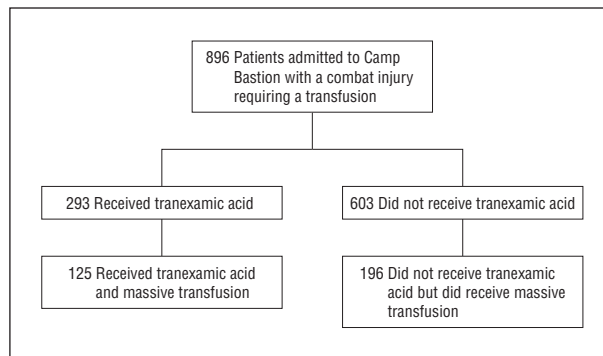 896 Patients admitted to Camp
Bastion with a combat injury
requiring a transfusion
293 Received tranexamic acid
603 Did not receive tranexamic acid
125 Received tranexamic acid
and massive transfusion
196 Did not receive tranexamic
acid but did receive massive
transfusion